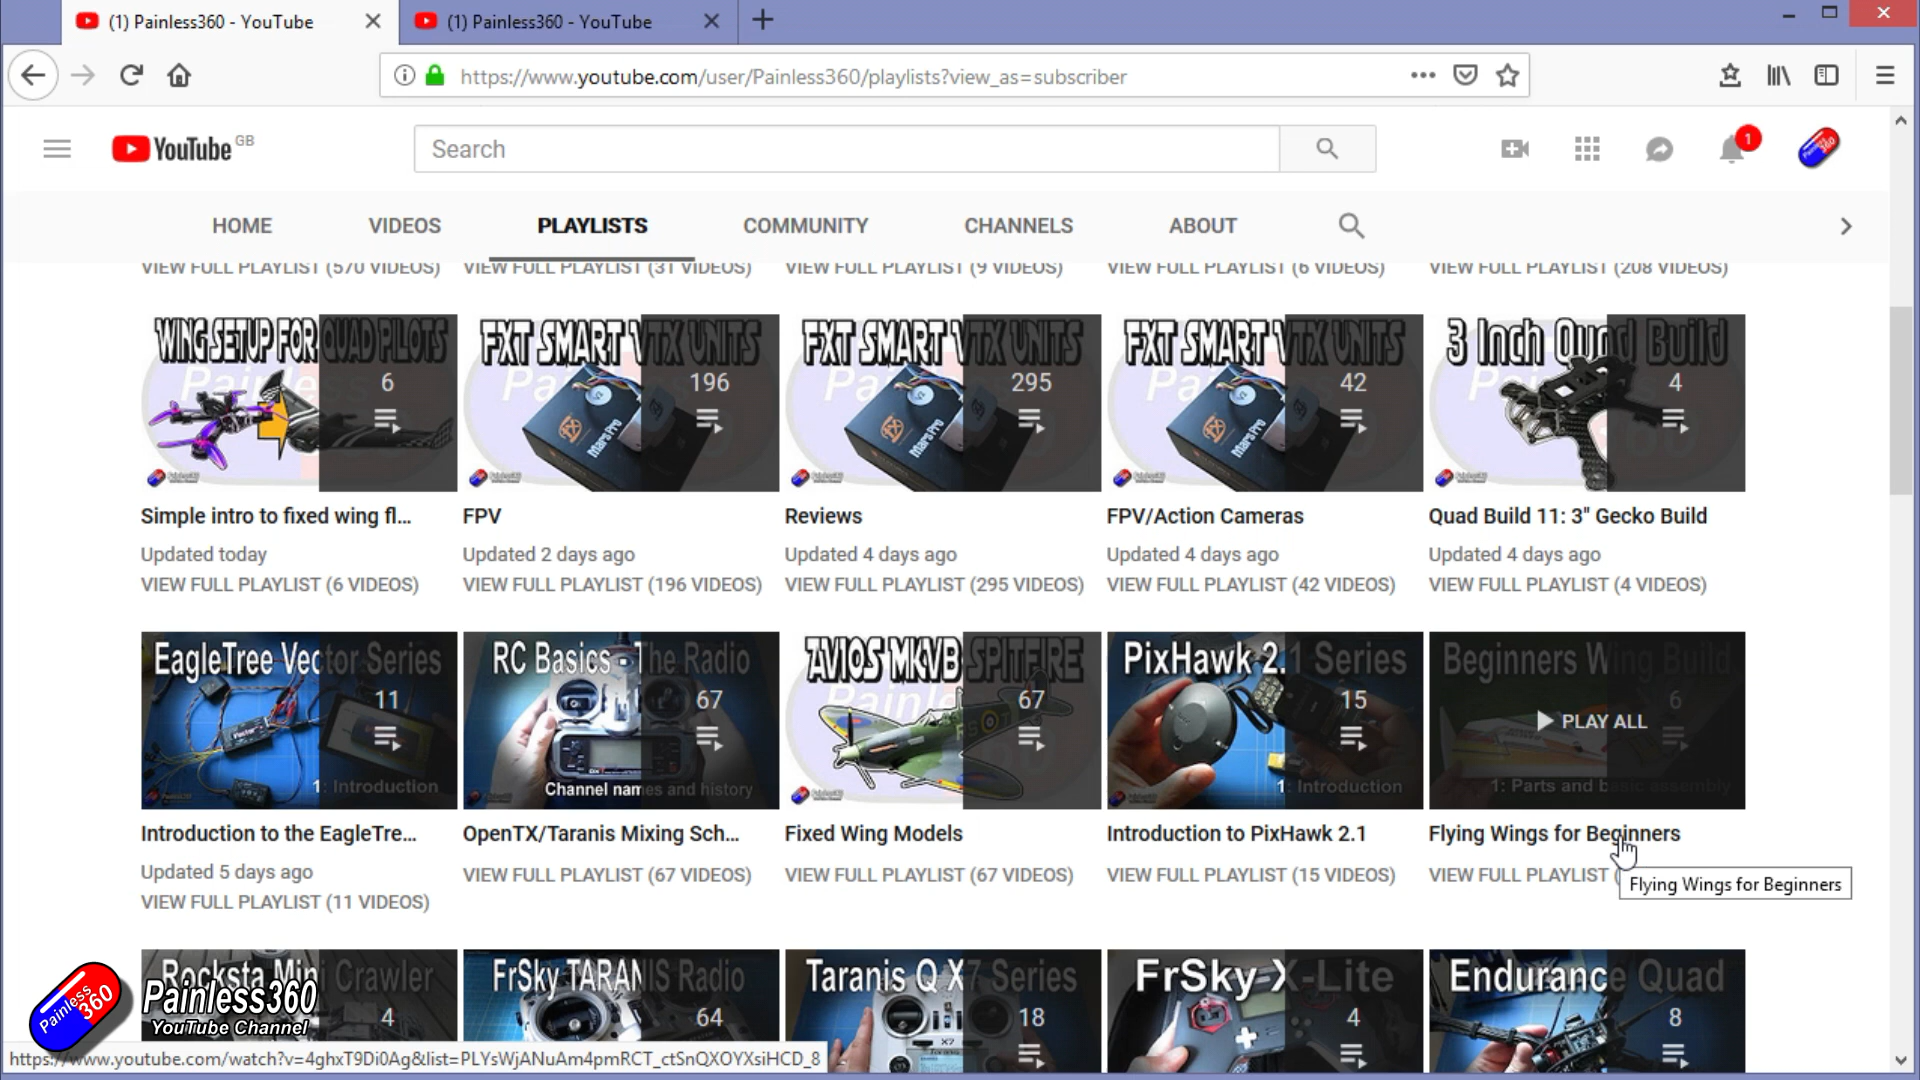 (1) Painless360 - YouTube
(1) Painless360 - YouTube
https://www.youtube.com/user/Painless360/playlists?view_as=subscriber
YouTube GB
Search
1
HOME VIDEOS PLAYLISTS COMMUNITY CHANNELS ABOUT
VIEW FULL PLAYLIST (570 VIDEOS) VIEW FULL PLAYLIST (31 VIDEOS) VIEW FULL PLAYLIST (9 VIDEOS) VIEW FULL PLAYLIST (6 VIDEOS) VIEW FULL PLAYLIST (208 VIDEOS)
WING SETUP FOR QUAD PILOTS FXT SMART VTX UNITS FXT SMART VTX UNITS FXT SMART VTX UNITS 3 Inch Quad Build
6 196 295 42 4
Mars Pro Mars Pro Mars Pro
Simple intro to fixed wing fl... FPV Reviews FPV/Action Cameras Quad Build 11: 3" Gecko Build
Updated today Updated 2 days ago Updated 4 days ago Updated 4 days ago Updated 4 days ago
VIEW FULL PLAYLIST (6 VIDEOS) VIEW FULL PLAYLIST (196 VIDEOS) VIEW FULL PLAYLIST (295 VIDEOS) VIEW FULL PLAYLIST (42 VIDEOS) VIEW FULL PLAYLIST (4 VIDEOS)
EagleTree Vector Series RC Basics - The Radio AVIOS MKVB SPITFIRE PixHawk 2.1 Series Beginners Wing Build
11 67 67 15 6
PLAY ALL
1: Introduction Channel names and history 1: Introduction 1: Parts and basic assembly
Introduction to the EagleTre... OpenTX/Taranis Mixing Sch... Fixed Wing Models Introduction to PixHawk 2.1 Flying Wings for Beginners
Updated 5 days ago VIEW FULL PLAYLIST (67 VIDEOS) VIEW FULL PLAYLIST (67 VIDEOS) VIEW FULL PLAYLIST (15 VIDEOS) VIEW FULL PLAYLIST (
Flying Wings for Beginners
VIEW FULL PLAYLIST (11 VIDEOS)
Rocksta Mini Crawler FrSky TARANIS Radio Taranis Q X7 Series FrSky X-Lite Endurance Quad
4 64 18 4 8
X7
Painless 360
Painless360
YouTube Channel
https://www.youtube.com/watch?v=4ghxT9Di0Ag&list=PLYsWjANuAm4pmRCT_ctSnQXOYXsiHCD_8